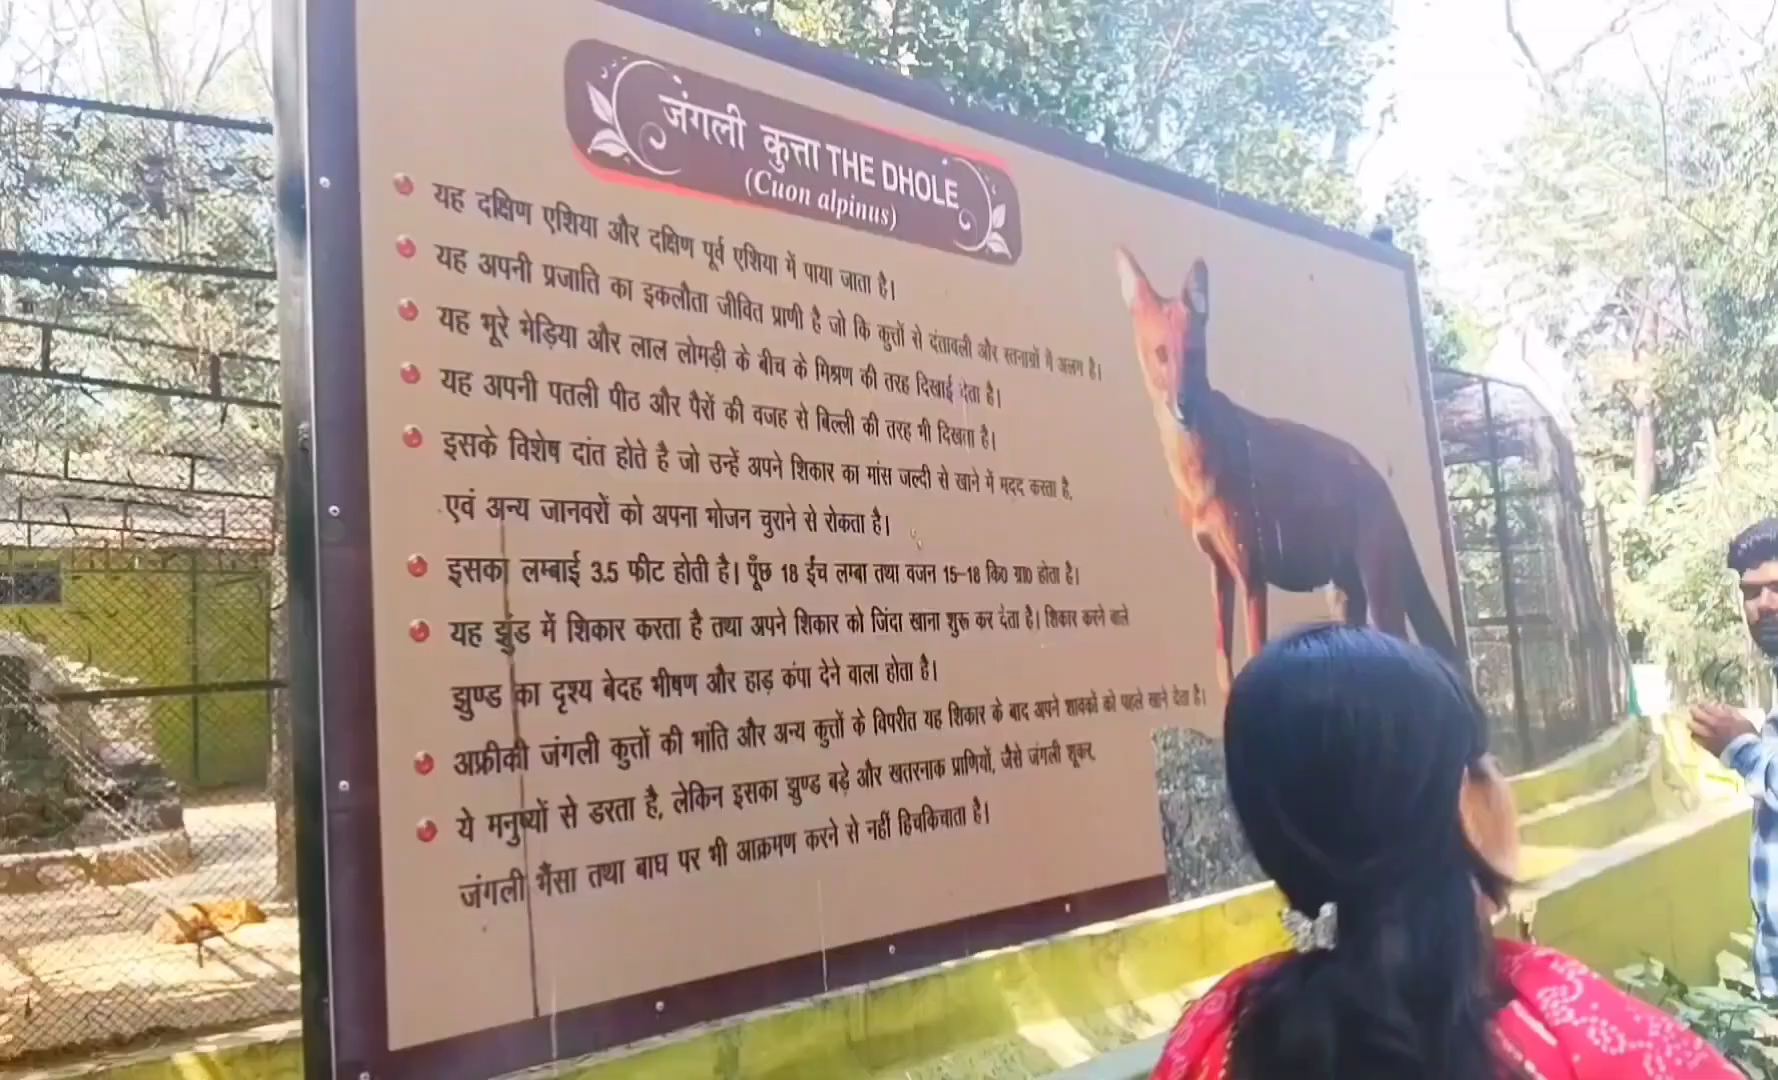 जंगली कुत्ता THE DHOLE
(Cuon alpinus)
यह दक्षिण एशिया और दक्षिण पूर्व एशिया में पाया जाता है।
यह अपनी प्रजाति का इकलौता जीवित प्राणी है जो कि कुत्तों से दंतावली और स्तनाग्रों में अलग है।
यह भूरे भेड़िया और लाल लोमड़ी के बीच के मिश्रण की तरह दिखाई देता है।
यह अपनी पतली पीठ और पैरों की वजह से बिल्ली की तरह भी दिखता है।
इसके विशेष दांत होते है जो उन्हें अपने शिकार का मांस जल्दी से खाने में मदद करता है,
एवं अन्य जानवरों को अपना भोजन चुराने से रोकता है।
इसका लम्बाई 3.5 फीट होती है। पूँछ 18 ईंच लम्बा तथा वजन 15-18 कि0 ग्रा0 होता है।
यह झुंड में शिकार करता है तथा अपने शिकार को जिंदा खाना शुरू कर देता है। शिकार करने वाले
झुण्ड का दृश्य बेदह भीषण और हाड़ कंपा देने वाला होता है।
अफ्रीकी जंगली कुत्तों की भांति और अन्य कुत्तों के विपरीत यह शिकार के बाद अपने शावकों को पहले खाने देता है।
ये मनुष्यों से डरता है, लेकिन इसका झुण्ड बड़े और खतरनाक प्राणियों, जैसे जंगली शूकर,
जंगली भैंसा तथा बाघ पर भी आक्रमण करने से नहीं हिचकिचाता है।